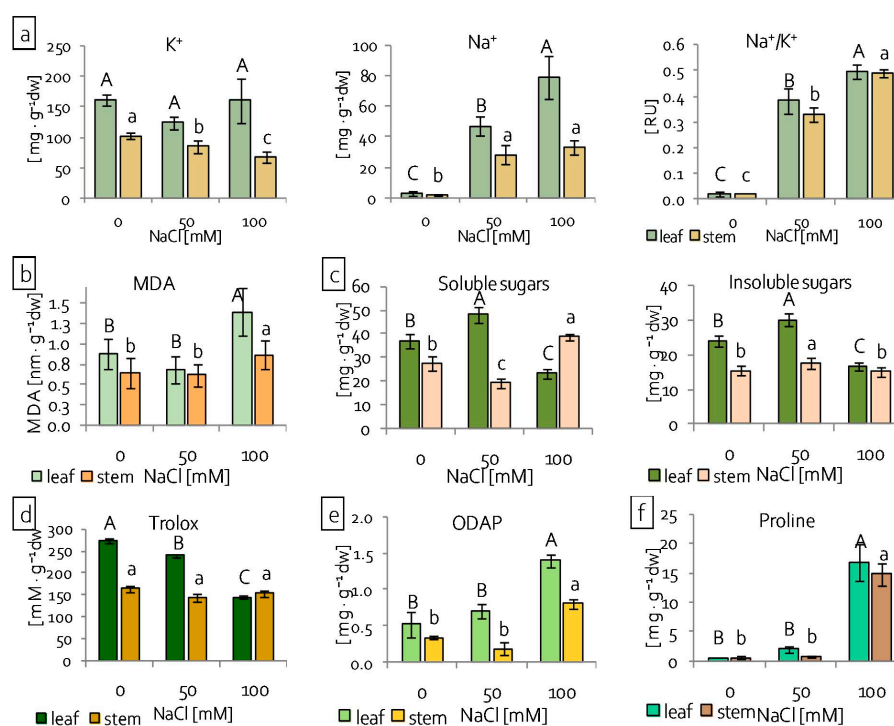 a
K⁺
[mg · g⁻¹dw]
250
200
150
100
50
0
A
a
A
b
A
c
0
50
100
NaCl [mM]
Na⁺
[mg · g⁻¹dw]
100
80
60
40
20
0
C
b
B
a
A
a
0
50
100
NaCl [mM]
Na⁺/K⁺
[RU]
0.6
0.5
0.4
0.3
0.2
0.1
0.0
C
c
B
b
A
a
0
50
100
NaCl [mM]
leaf stem
b
MDA
MDA [nm · g⁻¹dw]
1.5
1.3
1.0
0.8
0.5
0.3
0.0
B
b
B
b
A
a
0
50
100
leaf stem NaCl [mM]
c
Soluble sugars
[mg · g⁻¹dw]
60
50
40
30
20
10
0
B
b
A
c
C
a
0
50
100
NaCl [mM]
Insoluble sugars
[mg · g⁻¹dw]
40
30
20
10
0
B
b
A
a
C
b
0
50
100
leaf stem NaCl [mM]
d
Trolox
[mM · g⁻¹dw]
300
250
200
150
100
50
0
A
a
B
a
C
a
0
50
100
leaf stem NaCl [mM]
e
ODAP
[mg · g⁻¹dw]
2.0
1.5
1.0
0.5
0.0
B
b
B
b
A
a
0
50
100
leaf stem NaCl [mM]
f
Proline
[mg · g⁻¹dw]
25
20
15
10
5
0
B
b
B
b
A
a
0
50
100
leaf stem NaCl [mM]